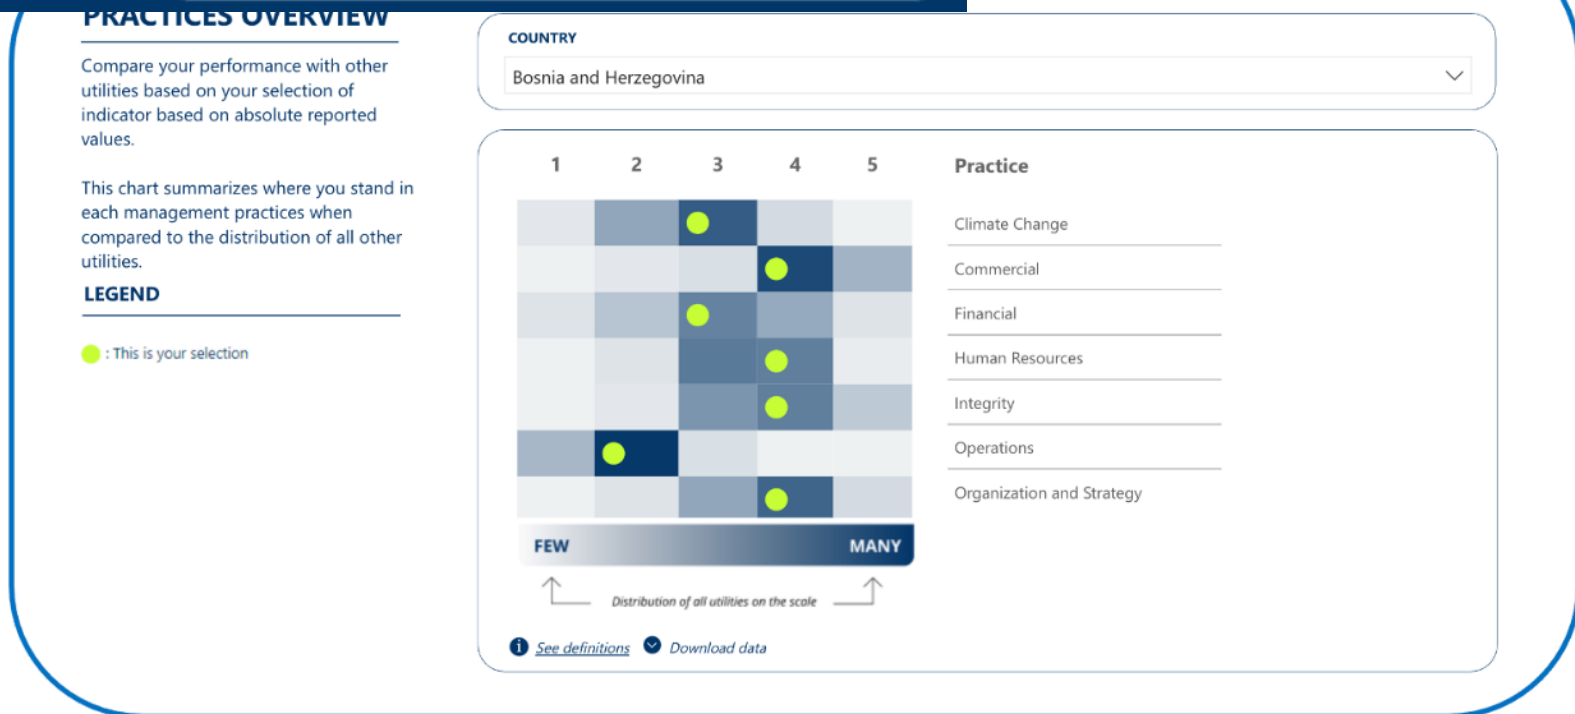 PRACTICES OVERVIEW
Compare your performance with other
utilities based on your selection of
indicator based on absolute reported
values.
This chart summarizes where you stand in
each management practices when
compared to the distribution of all other
utilities.
LEGEND
: This is your selection
COUNTRY
Bosnia and Herzegovina
1 2 3 4 5 Practice
Climate Change
Commercial
Financial
Human Resources
Integrity
Operations
Organization and Strategy
FEW MANY
Distribution of all utilities on the scale
i See definitions Download data